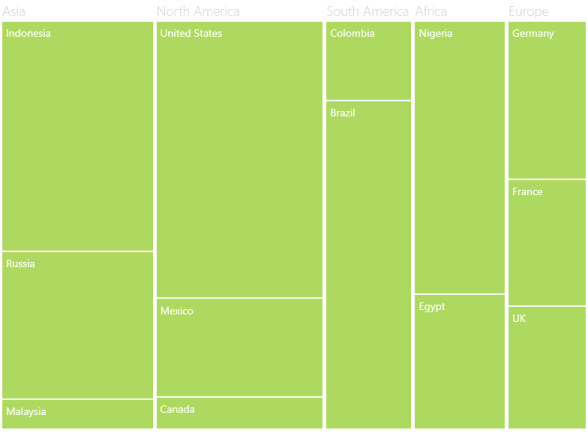 Asia
Indonesia
Russia
Malaysia
North America
United States
Mexico
Canada
South America
Colombia
Brazil
Africa
Nigeria
Egypt
Europe
Germany
France
UK